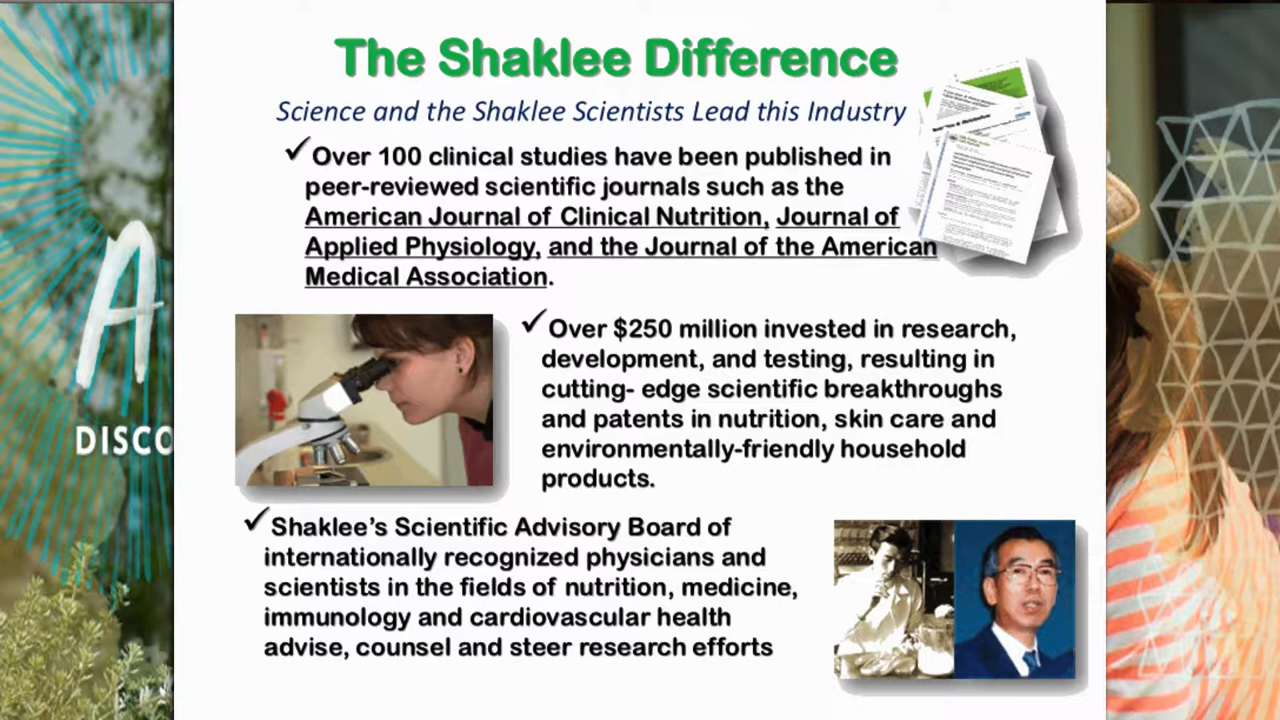 The Shaklee Difference
Science and the Shaklee Scientists Lead this Industry
✓Over 100 clinical studies have been published in
peer-reviewed scientific journals such as the
American Journal of Clinical Nutrition, Journal of
Applied Physiology, and the Journal of the American
Medical Association.
✓Over $250 million invested in research,
development, and testing, resulting in
cutting- edge scientific breakthroughs
and patents in nutrition, skin care and
environmentally-friendly household
products.
✓Shaklee’s Scientific Advisory Board of
internationally recognized physicians and
scientists in the fields of nutrition, medicine,
immunology and cardiovascular health
advise, counsel and steer research efforts
A
DISCO